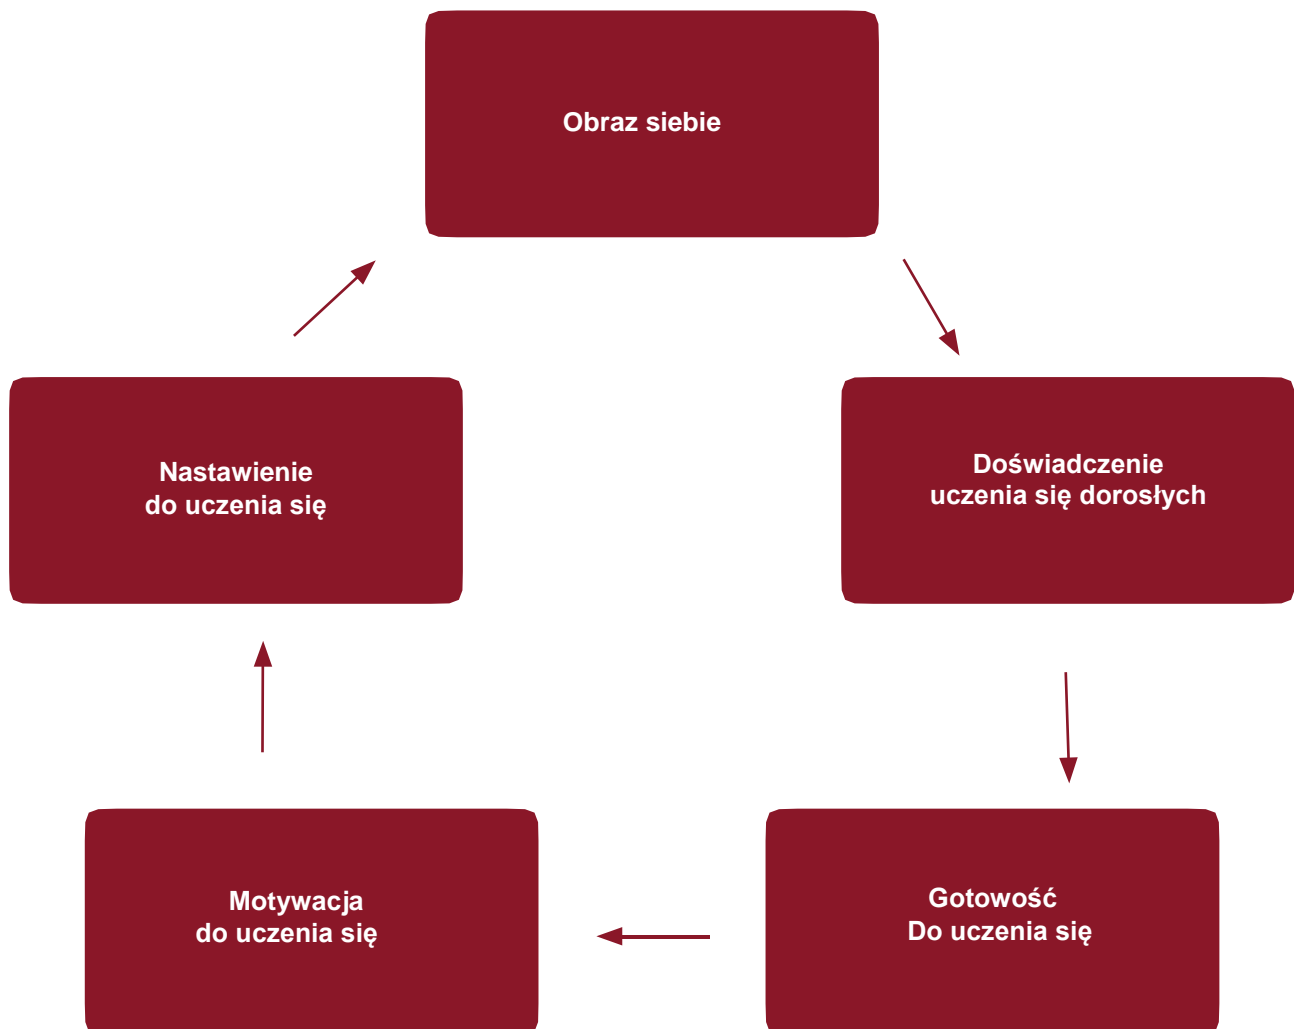 Obraz siebie
Nastawienie
do uczenia się
Doświadczenie
uczenia się dorosłych
Motywacja
do uczenia się
Gotowość
Do uczenia się